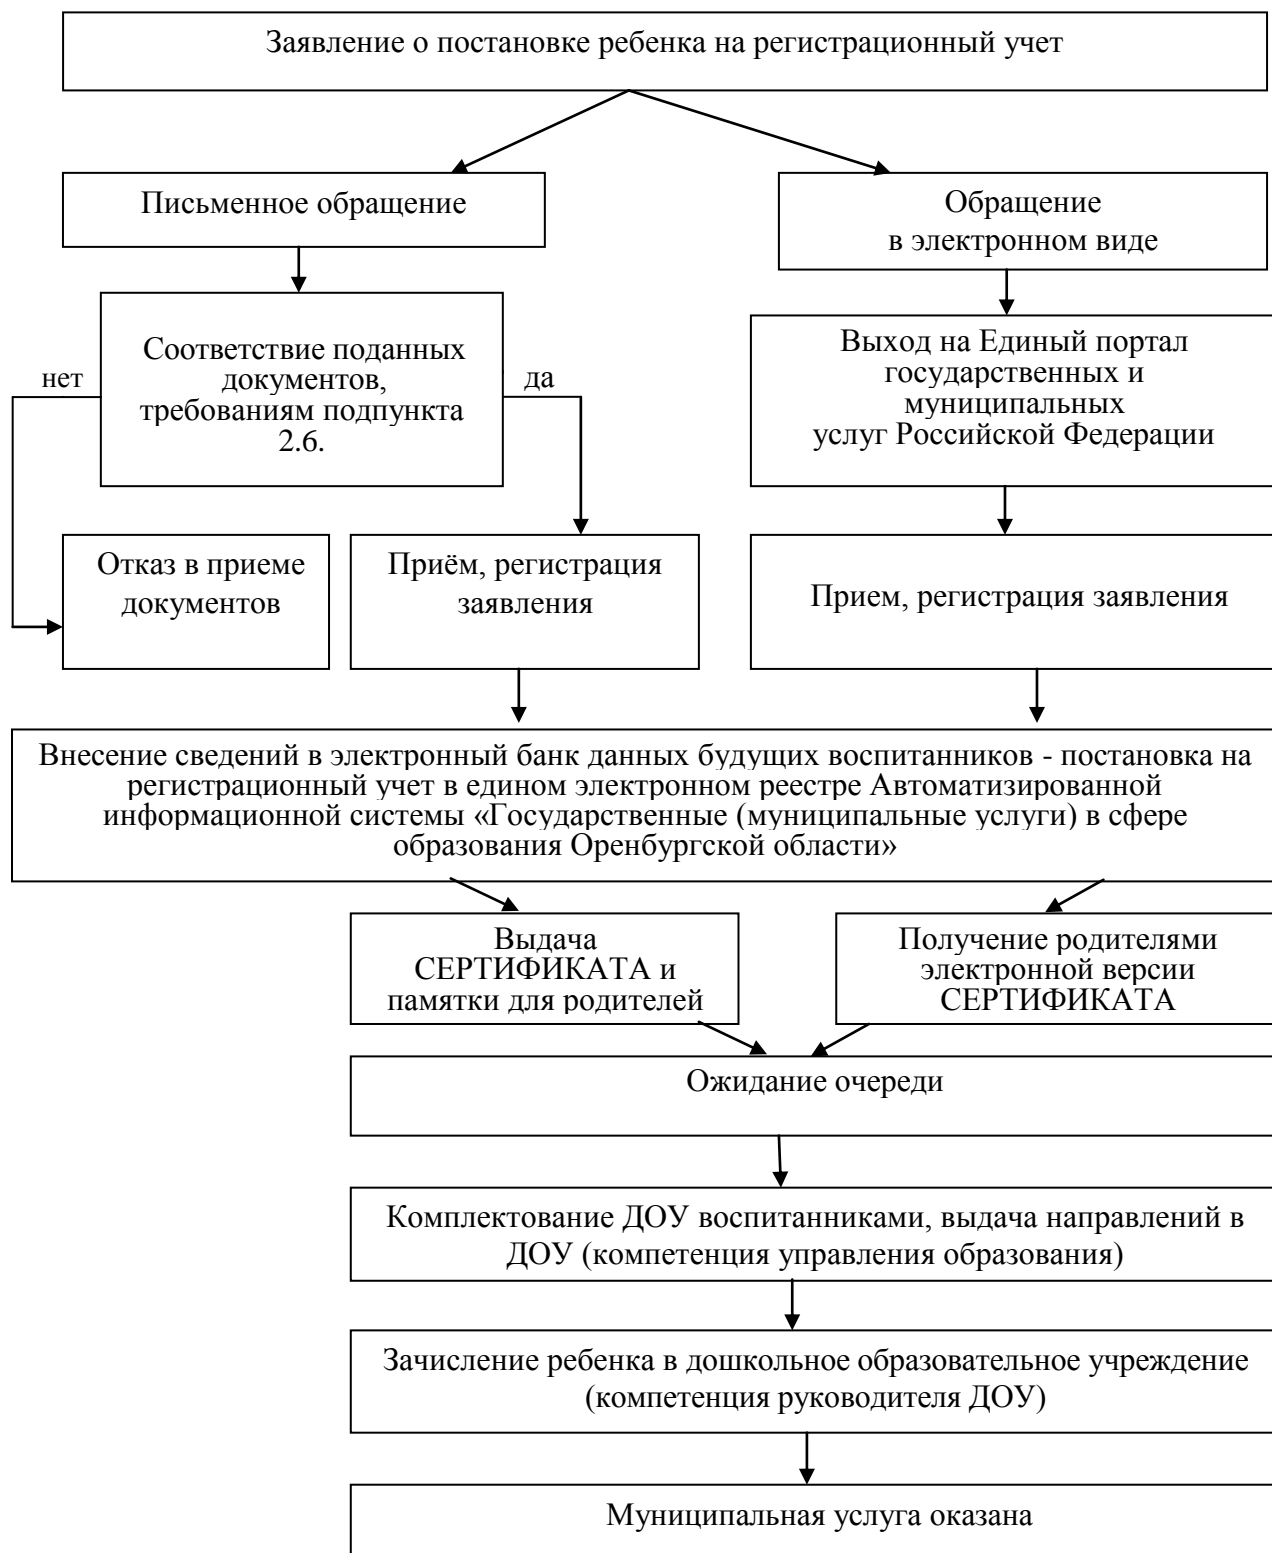 Заявление о постановке ребенка на регистрационный учет
Письменное обращение
Обращение
в электронном виде
Соответствие поданных
документов,
требованиям подпункта
2.6.
нет
да
Выход на Единый портал
государственных и
муниципальных
услуг Российской Федерации
Отказ в приеме
документов
Приём, регистрация
заявления
Прием, регистрация заявления
Внесение сведений в электронный банк данных будущих воспитанников - постановка на
регистрационный учет в едином электронном реестре Автоматизированной
информационной системы «Государственные (муниципальные услуги) в сфере
образования Оренбургской области»
Выдача
СЕРТИФИКАТА и
памятки для родителей
Получение родителями
электронной версии
СЕРТИФИКАТА
Ожидание очереди
Комплектование ДОУ воспитанниками, выдача направлений в
ДОУ (компетенция управления образования)
Зачисление ребенка в дошкольное образовательное учреждение
(компетенция руководителя ДОУ)
Муниципальная услуга оказана